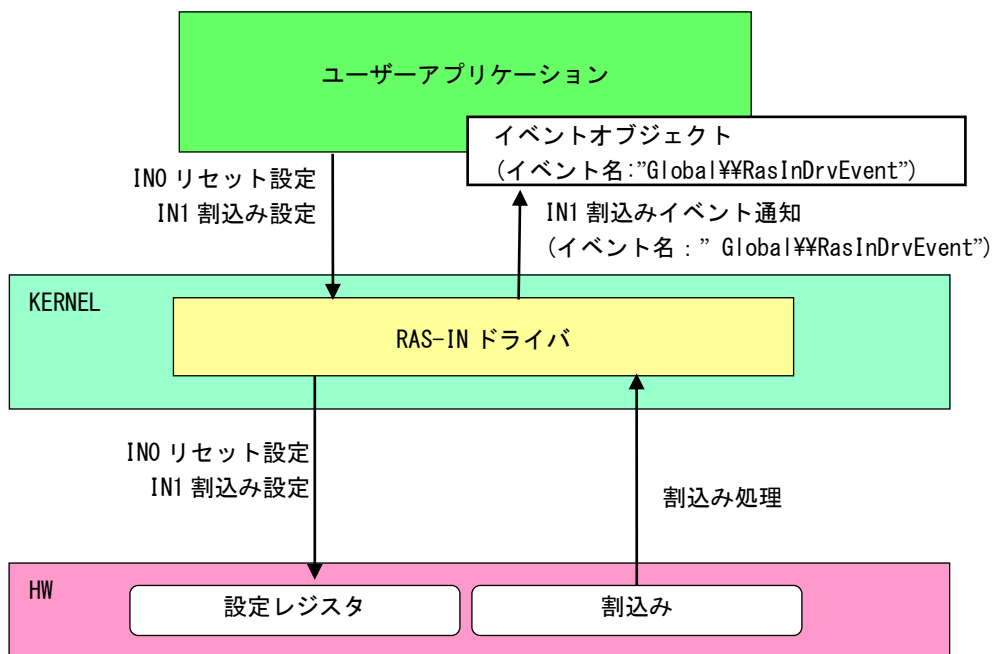 ユーザーアプリケーション
イベントオブジェクト
(イベント名:”Global¥¥RasInDrvEvent”)
IN0 リセット設定
IN1 割込み設定
IN1 割込みイベント通知
(イベント名:” Global¥¥RasInDrvEvent”)
KERNEL
RAS-IN ドライバ
IN0 リセット設定
IN1 割込み設定
割込み処理
HW
設定レジスタ
割込み